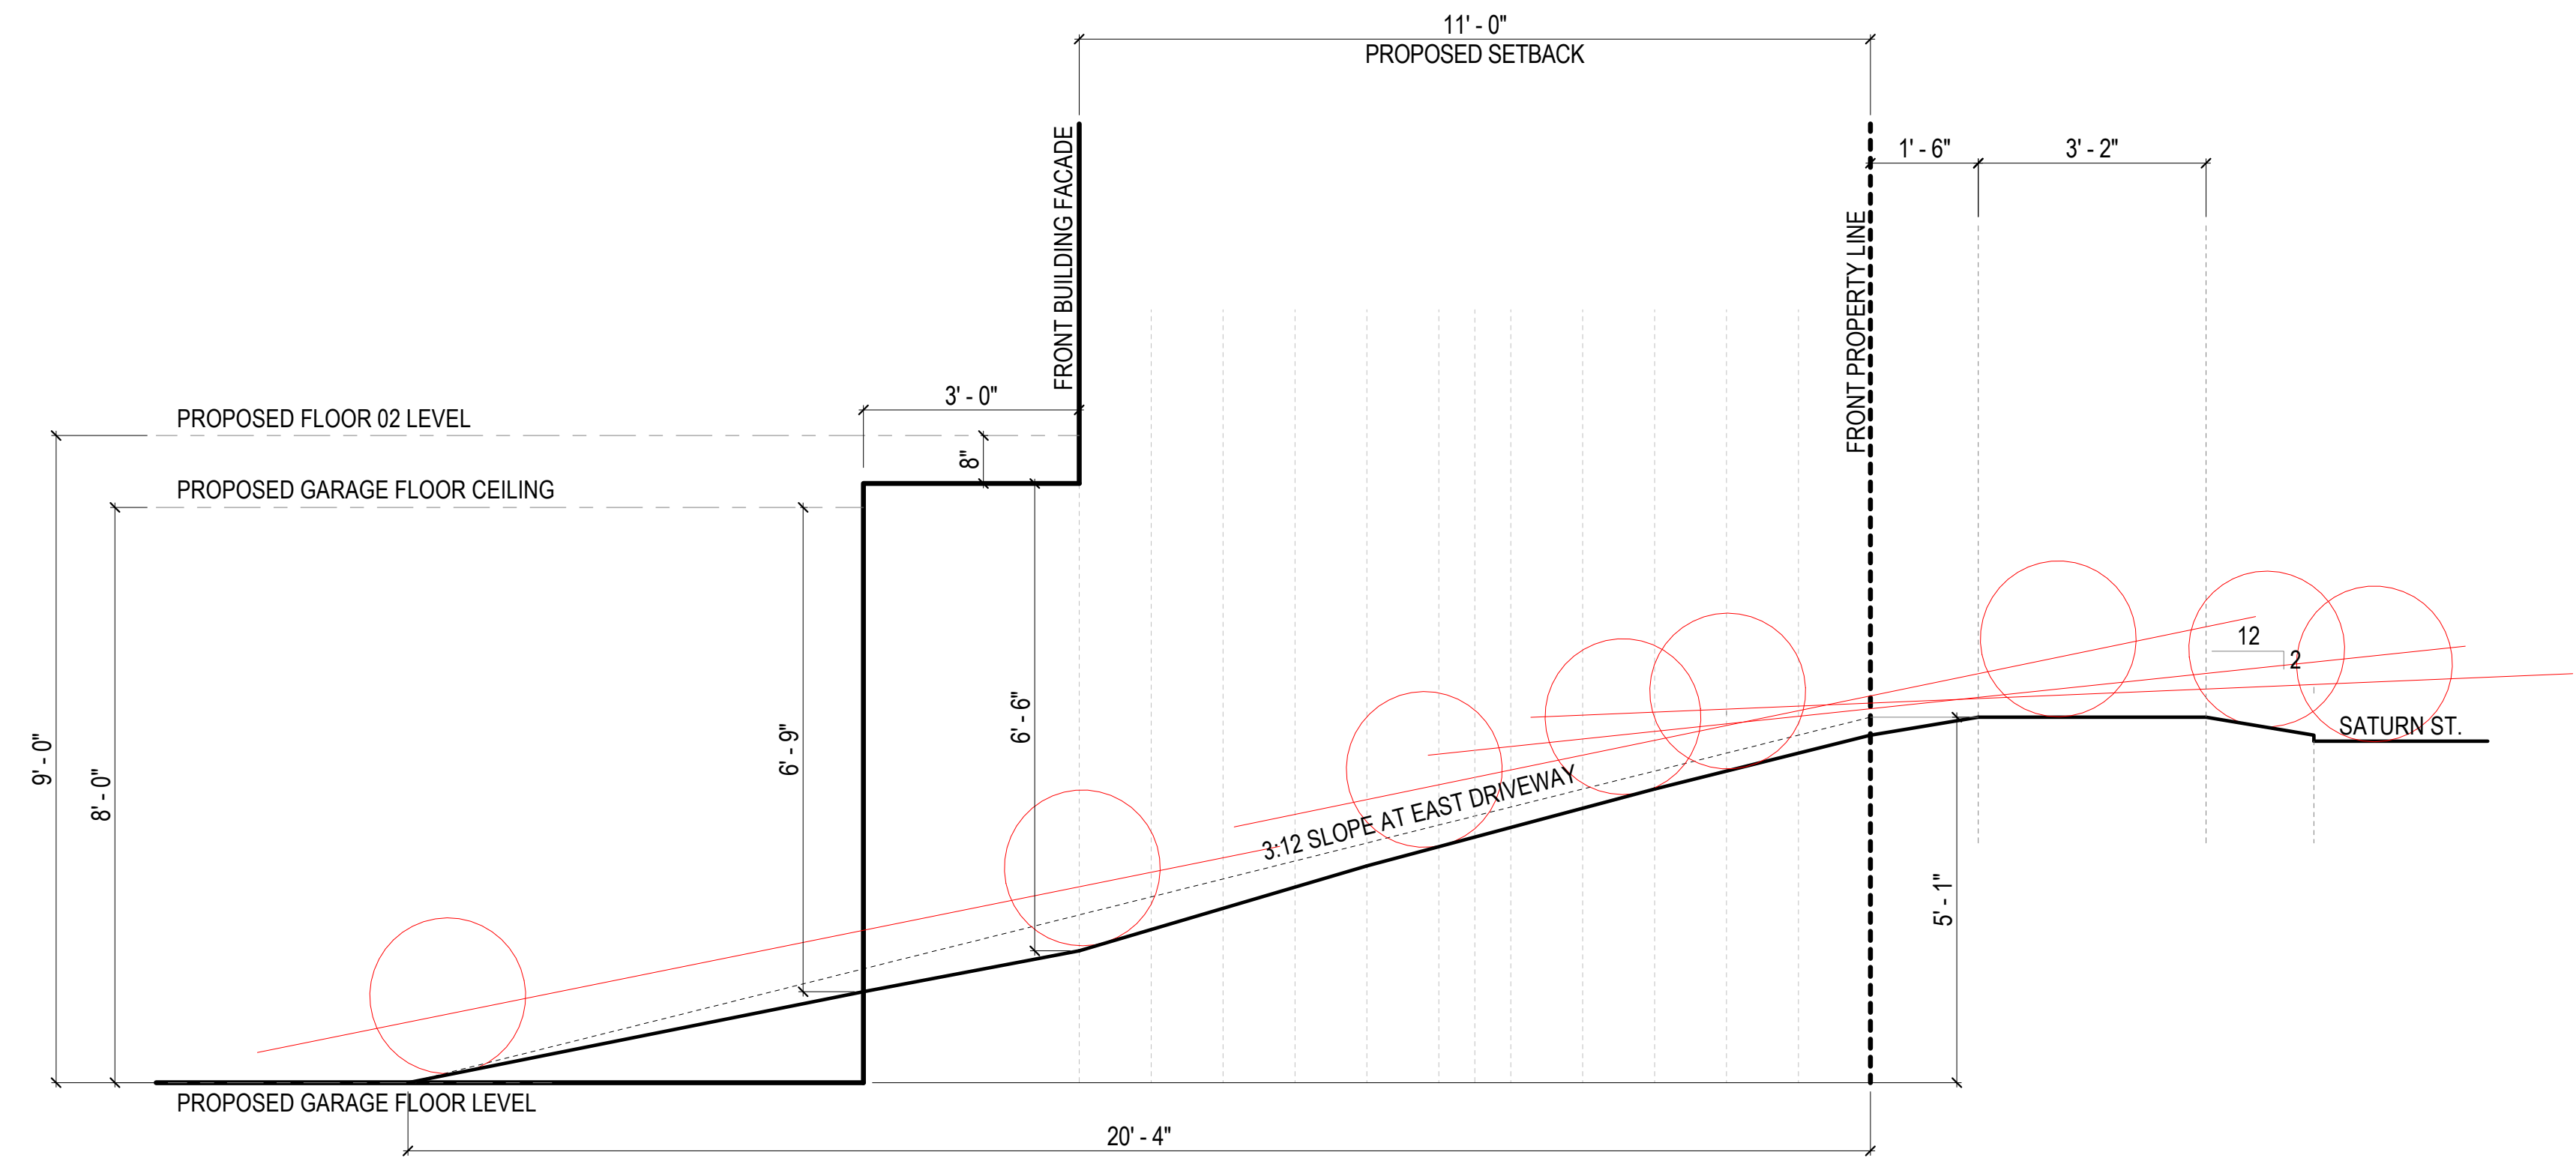 11' - 0"
PROPOSED SETBACK
FRONT BUILDING FACADE
FRONT PROPERTY LINE
1' - 6"
3' - 2"
3' - 0"
PROPOSED FLOOR 02 LEVEL
8"
PROPOSED GARAGE FLOOR CEILING
12
2
SATURN ST.
9' - 0"
8' - 0"
6' - 9"
6' - 6"
3:12 SLOPE AT EAST DRIVEWAY
5' - 1"
PROPOSED GARAGE FLOOR LEVEL
20' - 4"